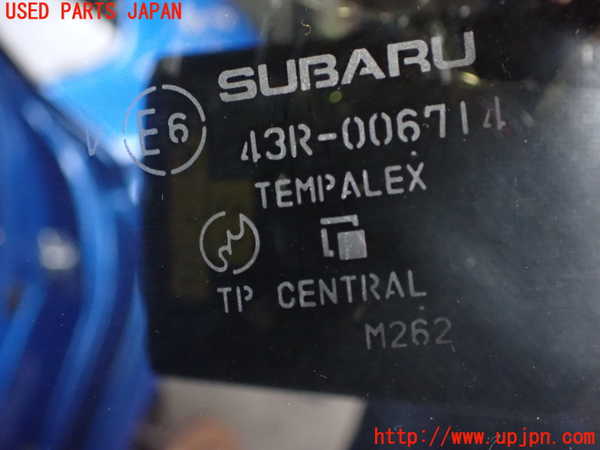 USED PARTS JAPAN
SUBARU
V E6 43R-006714
TEMPALEX
TP CENTRAL
M262
http://www.upjpn.com/